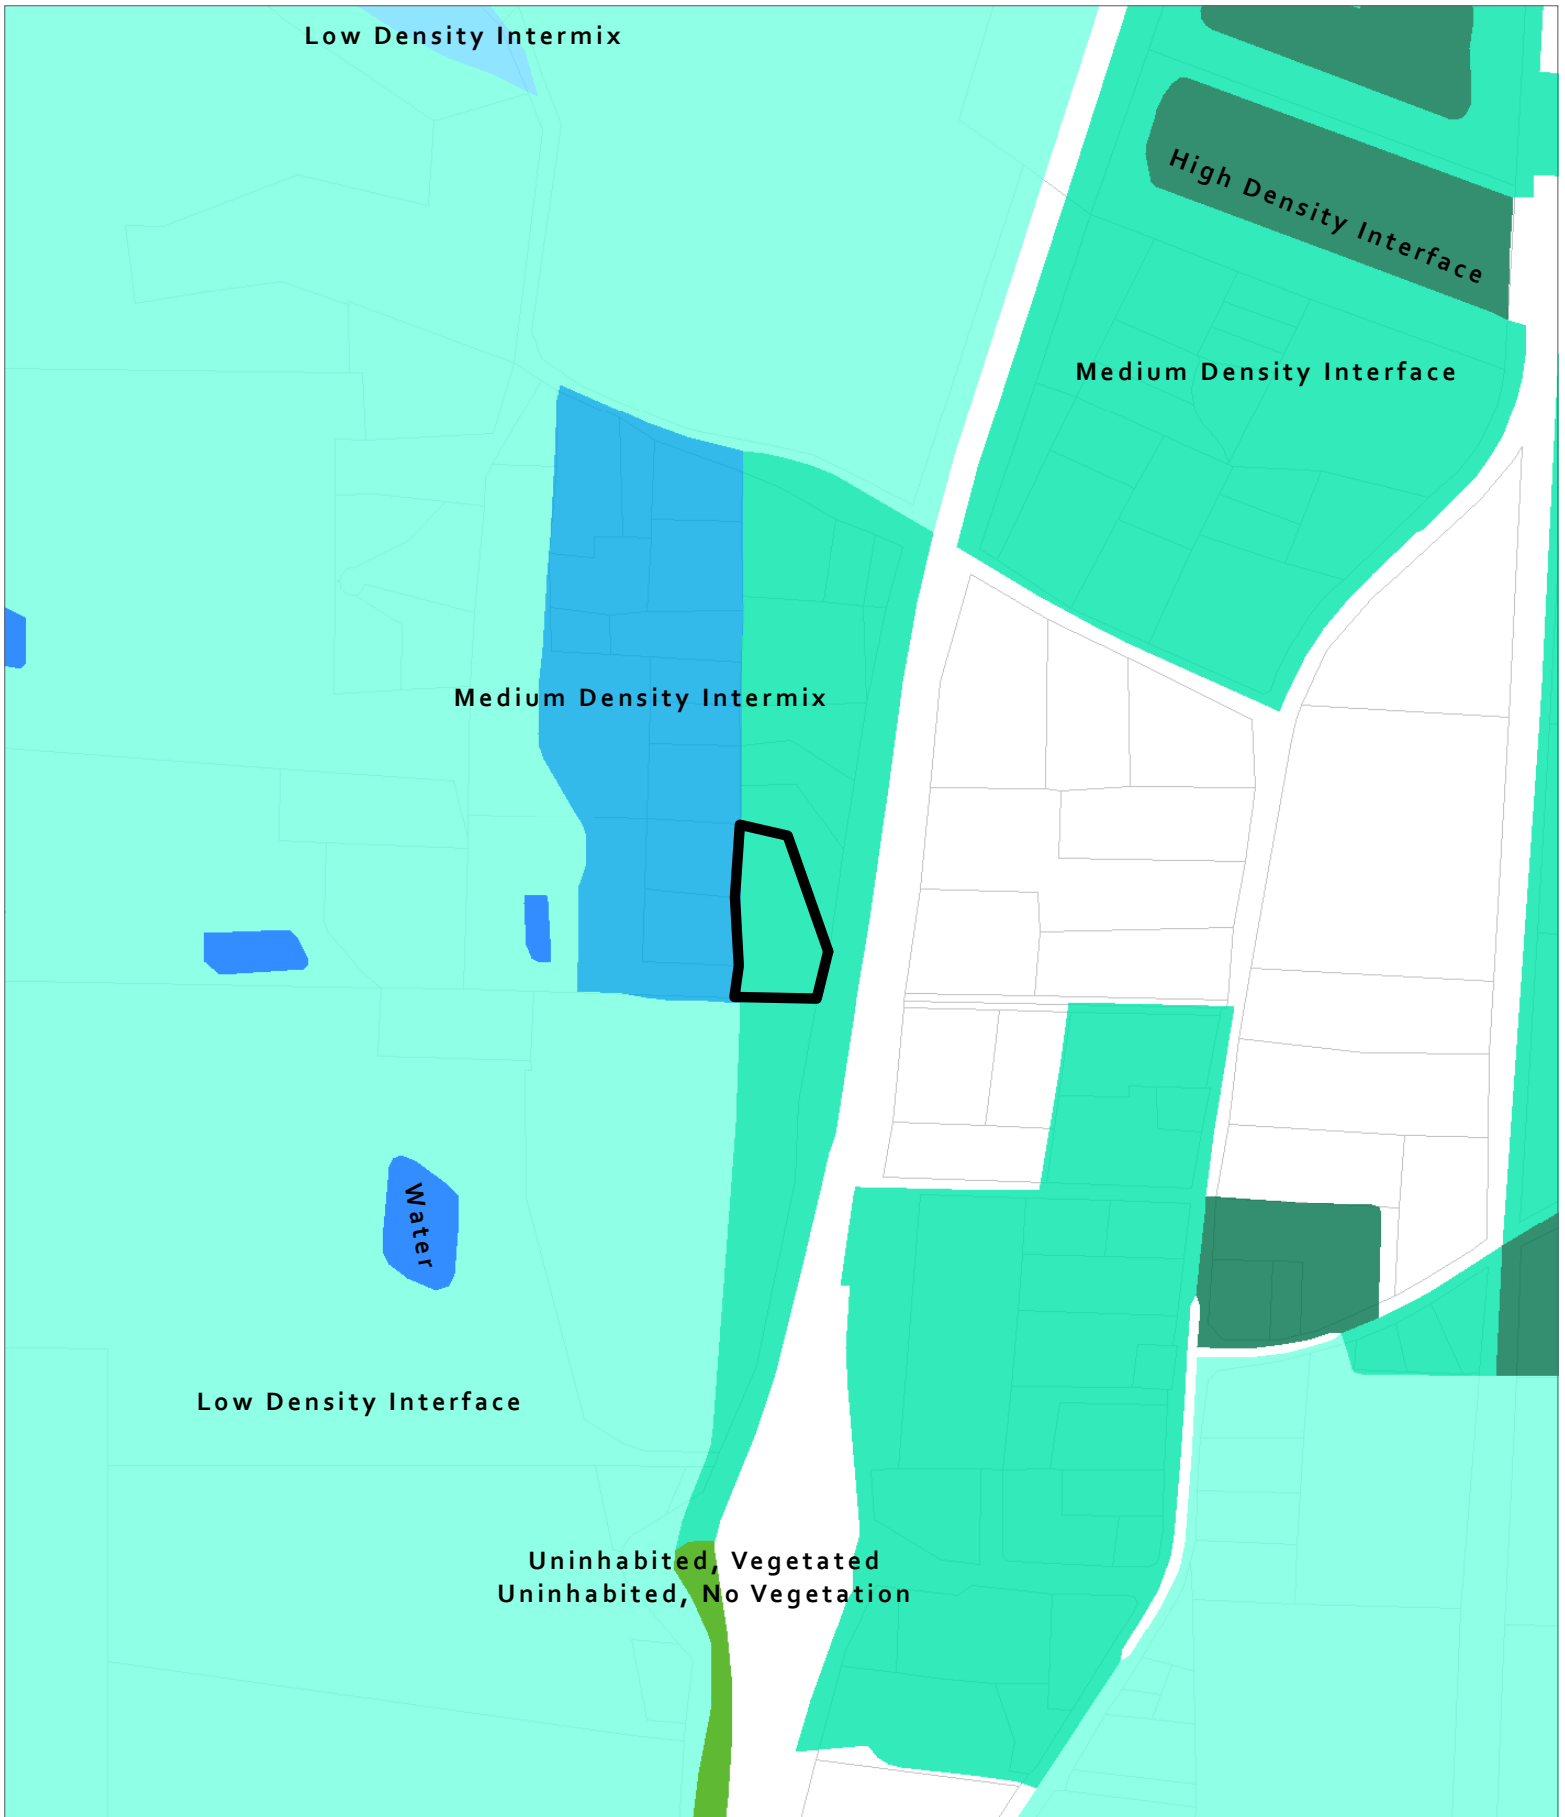 Low Density Intermix
High Density Interface
Medium Density Interface
Medium Density Intermix
Water
Low Density Interface
Uninhabited, Vegetated
Uninhabited, No Vegetation